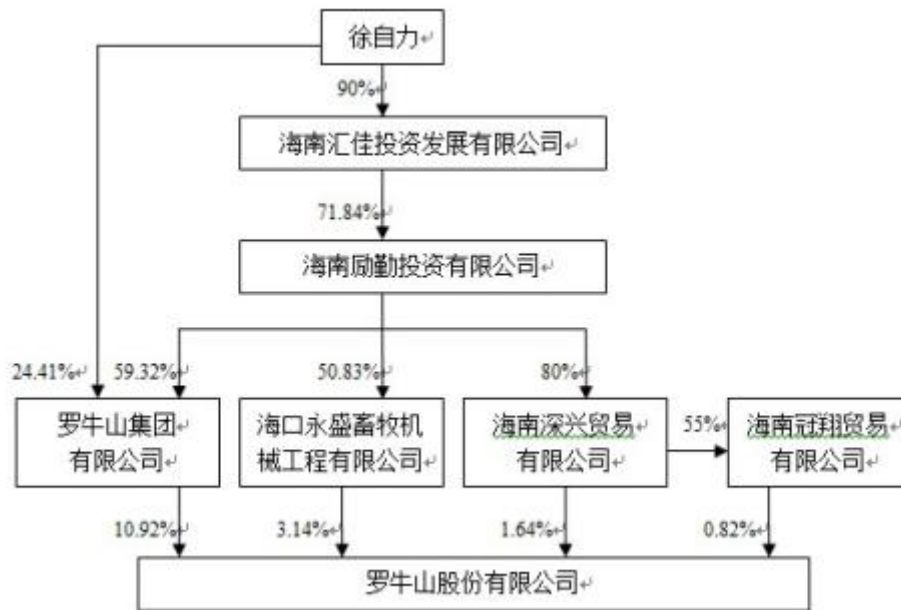 徐自力
90%
海南汇佳投资发展有限公司
71.84%
海南励勤投资有限公司
24.41%
59.32%
50.83%
80%
罗牛山集团
有限公司
海口永盛畜牧机
械工程有限公司
海南深兴贸易
有限公司
55%
海南冠翔贸易
有限公司
10.92%
3.14%
1.64%
0.82%
罗牛山股份有限公司